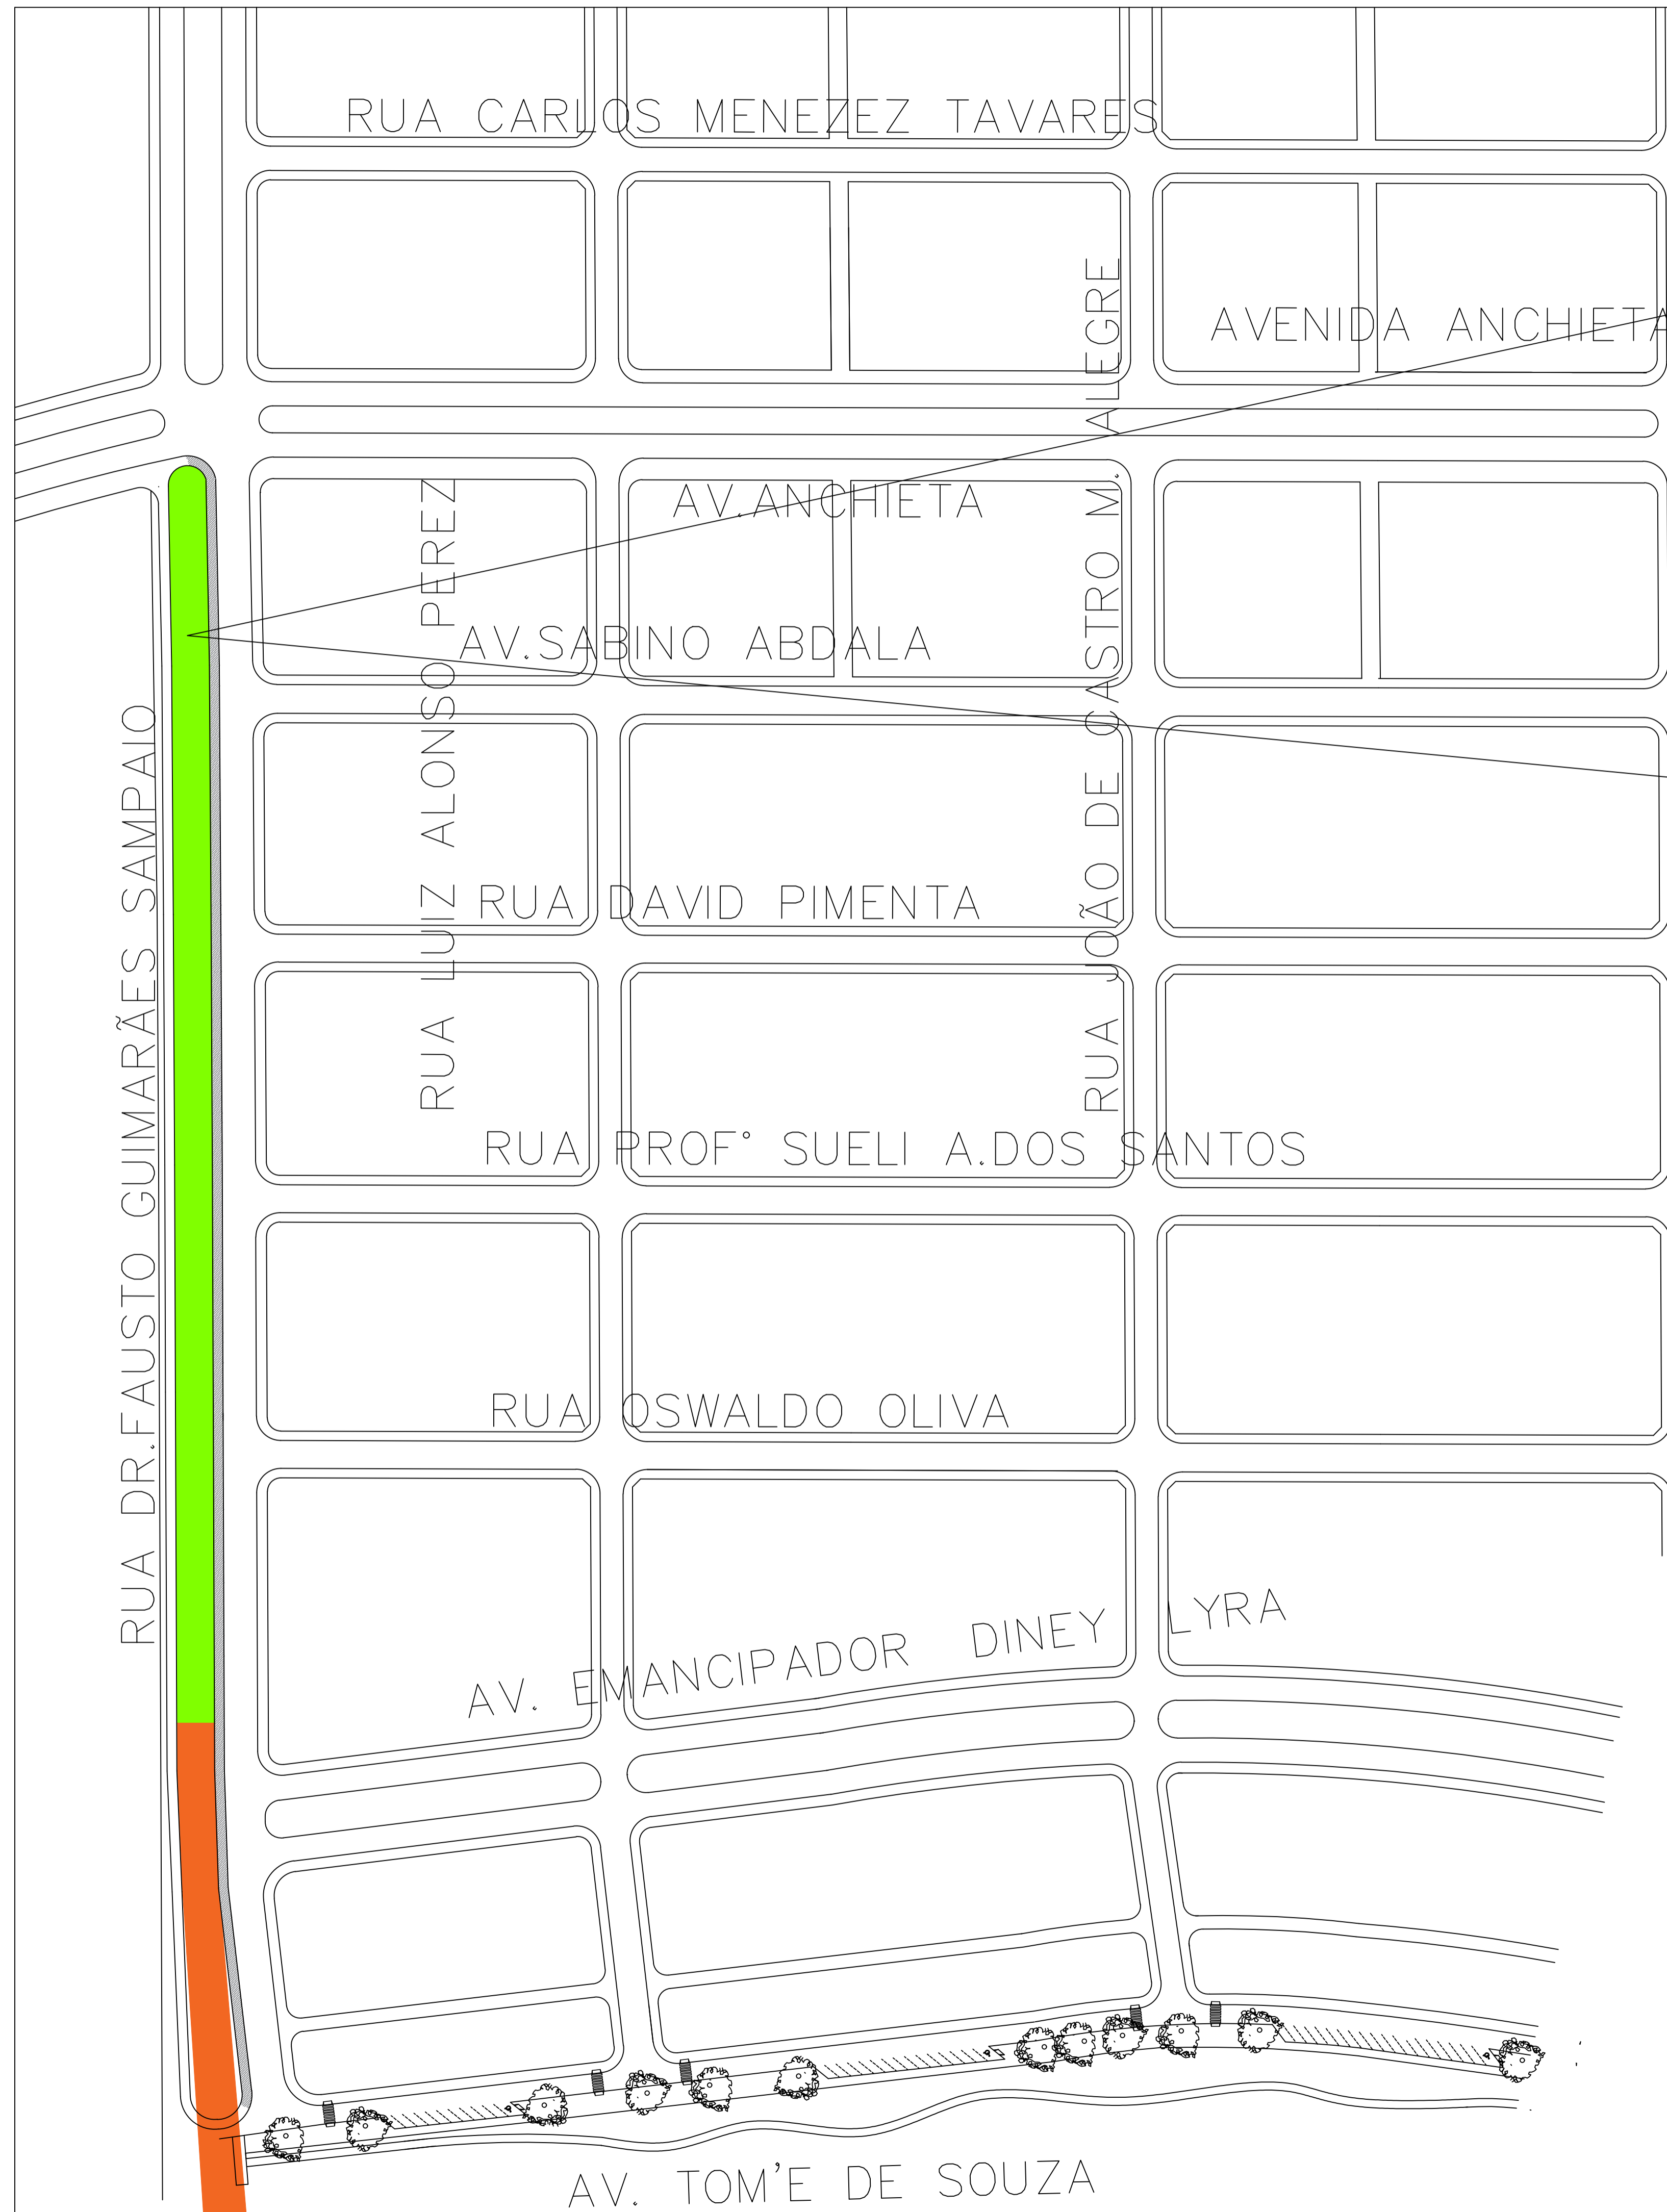 RUA CARLOS MENEZEZ TAVARES
AVENIDA ANCHIETA
AV.ANCHIETA
AV.SABINO ABDALA
RUA DR.FAUSTO GUIMARÃES SAMPAIO
RUA LUIZ ALONSO PEREZ
RUA JOÃO DE CASTRO M. ALEGRE
RUA DAVID PIMENTA
RUA PROF° SUELI A.DOS SANTOS
RUA OSWALDO OLIVA
AV. EMANCIPADOR DINEY LYRA
AV. TOM'E DE SOUZA